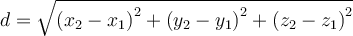 d = √((x₂ − x₁)² + (y₂ − y₁)² + (z₂ − z₁)²)